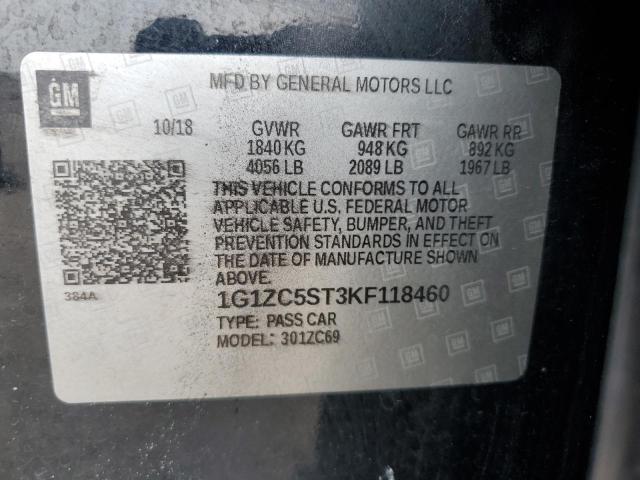 GM
MFD BY GENERAL MOTORS LLC
10/18 GVWR GAWR FRT GAWR RR
1840 KG 948 KG 892 KG
4056 LB 2089 LB 1967 LB
THIS VEHICLE CONFORMS TO ALL
APPLICABLE U.S. FEDERAL MOTOR
VEHICLE SAFETY, BUMPER, AND THEFT
PREVENTION STANDARDS IN EFFECT ON
THE DATE OF MANUFACTURE SHOWN
ABOVE.
384A
1G1ZC5ST3KF118460
TYPE: PASS CAR
MODEL: 301ZC69